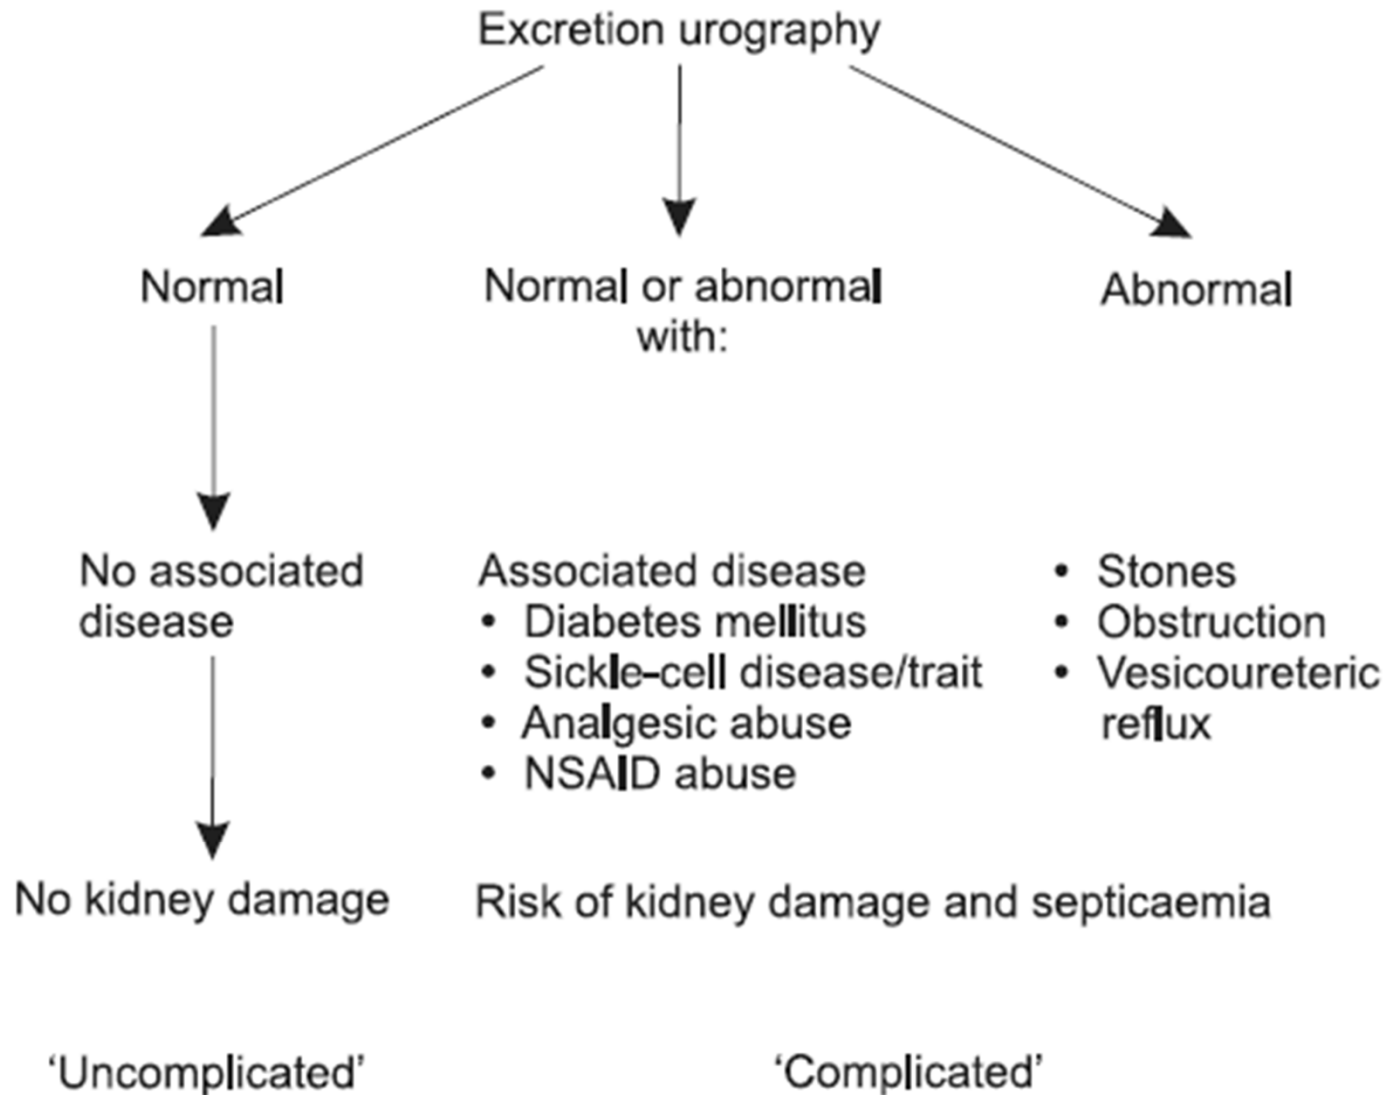 Excretion urography
Normal
Normal or abnormal
with:
Abnormal
No associated
disease
Associated disease
• Diabetes mellitus
• Sickle-cell disease/trait
• Analgesic abuse
• NSAID abuse
• Stones
• Obstruction
• Vesicoureteric
reflux
No kidney damage
Risk of kidney damage and septicaemia
‘Uncomplicated’
‘Complicated’